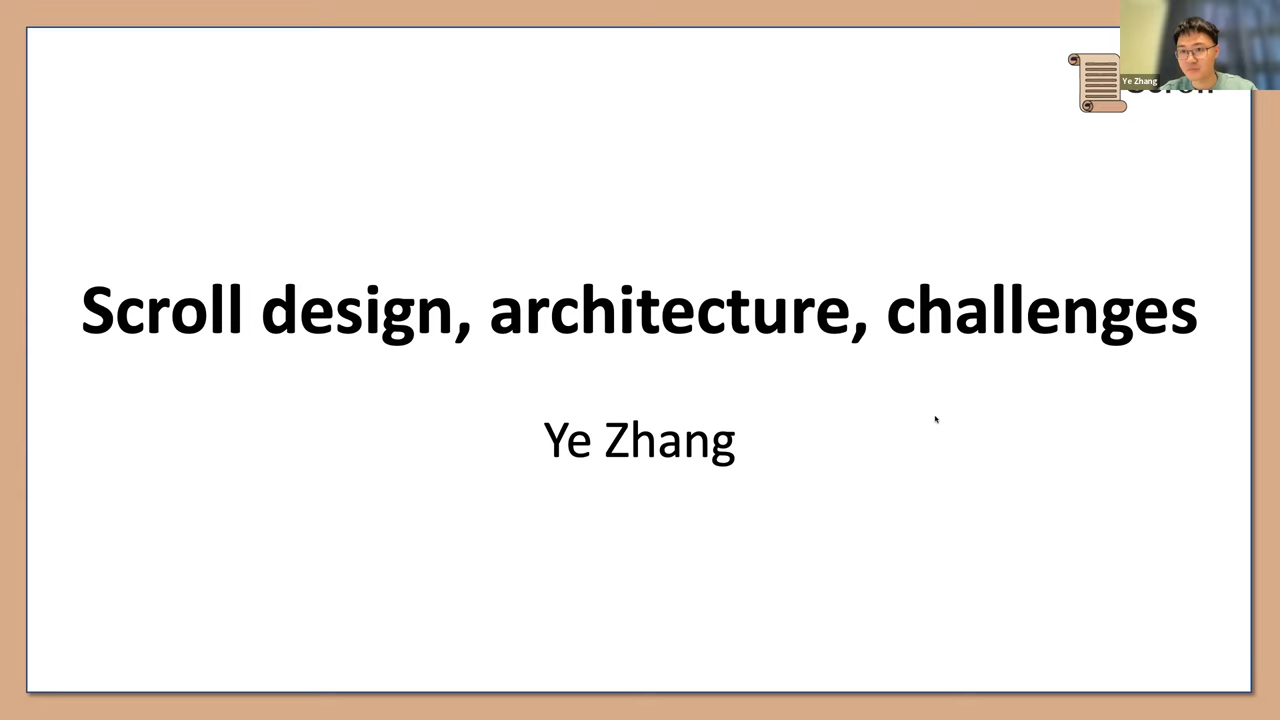 Ye Zhang
Scroll design, architecture, challenges
Ye Zhang